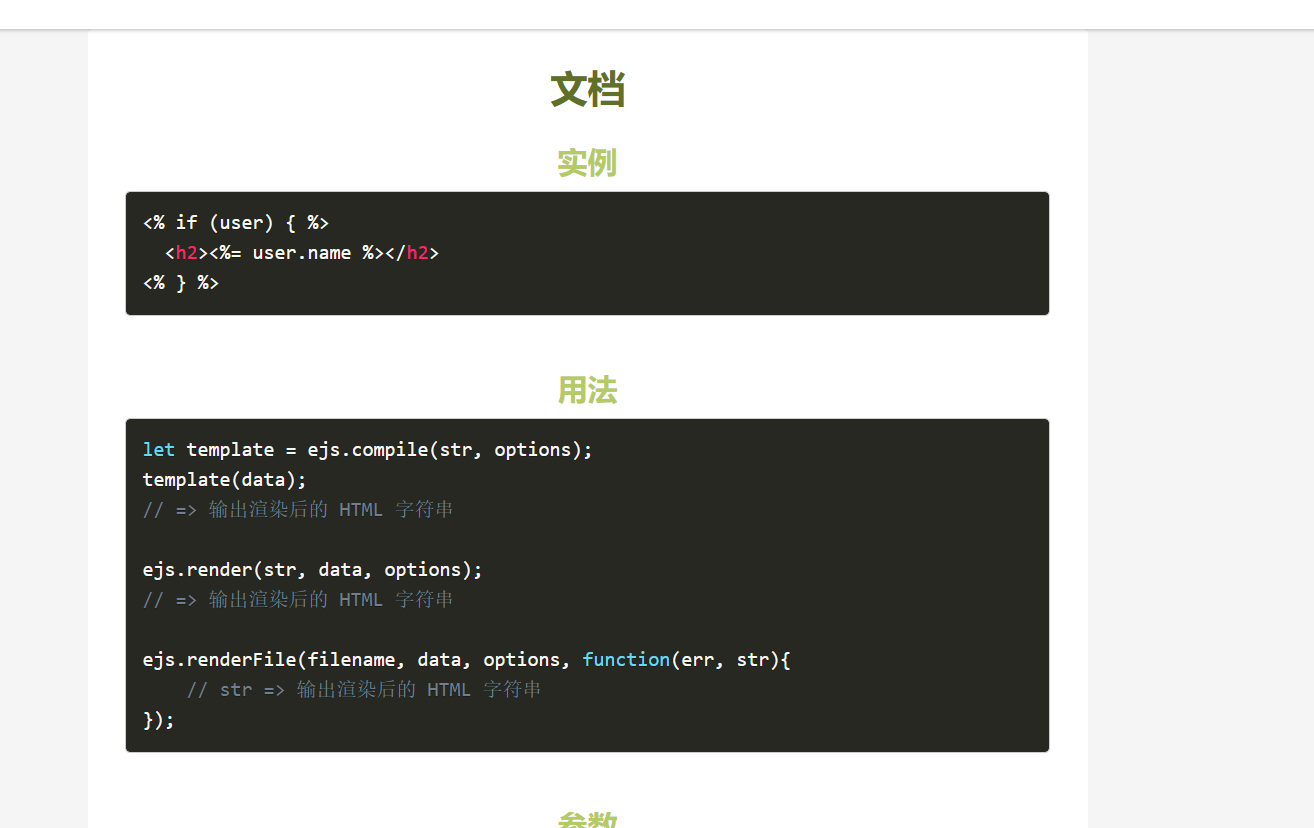 文档
实例
<% if (user) { %>
  <h2><%= user.name %></h2>
<% } %>
用法
let template = ejs.compile(str, options);
template(data);
// => 输出渲染后的 HTML 字符串
ejs.render(str, data, options);
// => 输出渲染后的 HTML 字符串
ejs.renderFile(filename, data, options, function(err, str){
    // str => 输出渲染后的 HTML 字符串
});
参数